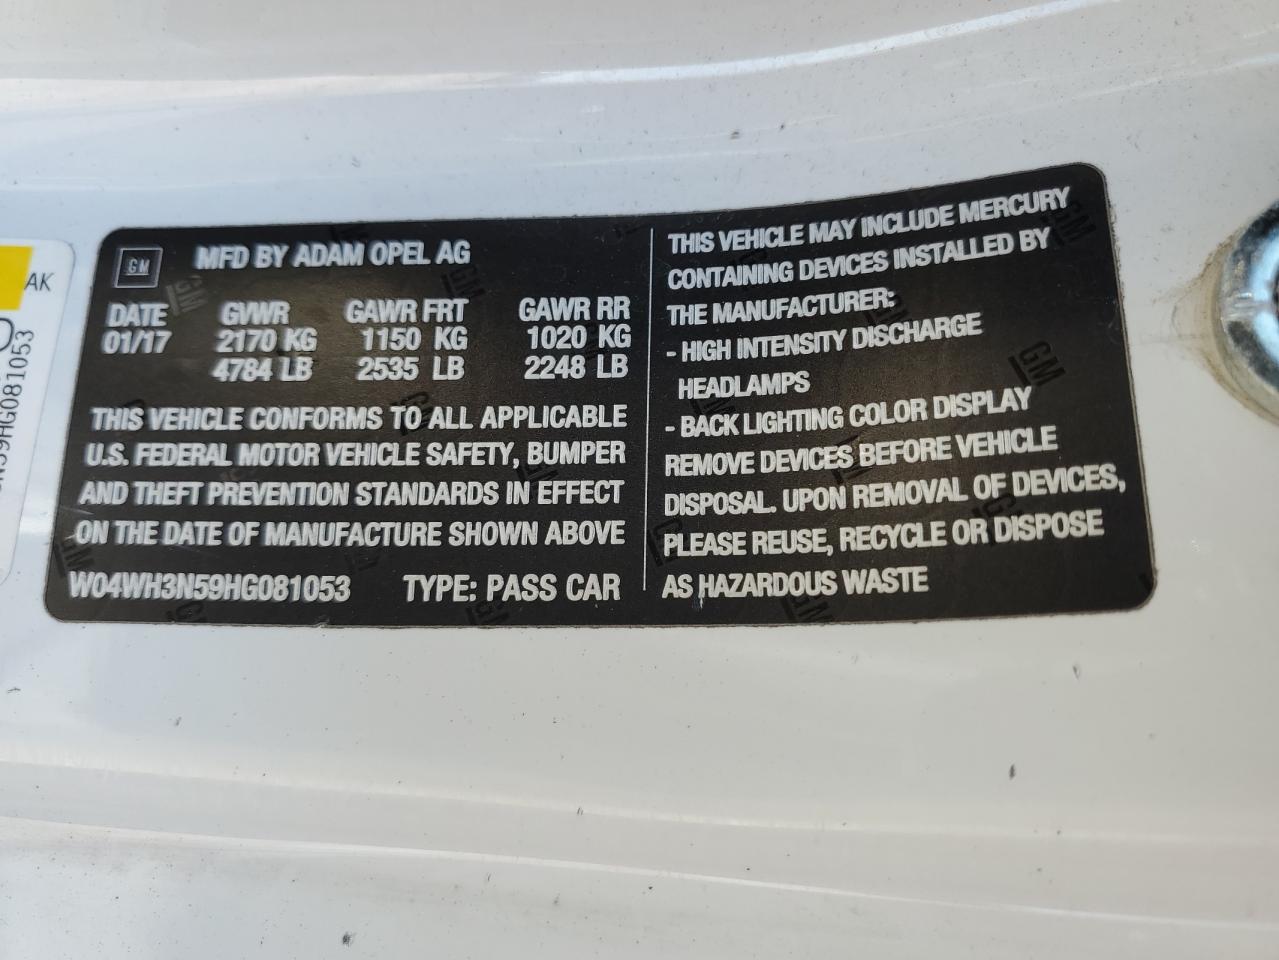 GM
MFD BY ADAM OPEL AG
DATE GVWR GAWR FRT GAWR RR
01/17 2170 KG 1150 KG 1020 KG
4784 LB 2535 LB 2248 LB
THIS VEHICLE CONFORMS TO ALL APPLICABLE
U.S. FEDERAL MOTOR VEHICLE SAFETY, BUMPER
AND THEFT PREVENTION STANDARDS IN EFFECT
ON THE DATE OF MANUFACTURE SHOWN ABOVE
W04WH3N59HG081053 TYPE: PASS CAR
THIS VEHICLE MAY INCLUDE MERCURY
CONTAINING DEVICES INSTALLED BY
THE MANUFACTURER:
- HIGH INTENSITY DISCHARGE
HEADLAMPS
- BACK LIGHTING COLOR DISPLAY
REMOVE DEVICES BEFORE VEHICLE
DISPOSAL. UPON REMOVAL OF DEVICES,
PLEASE REUSE, RECYCLE OR DISPOSE
AS HAZARDOUS WASTE
AK